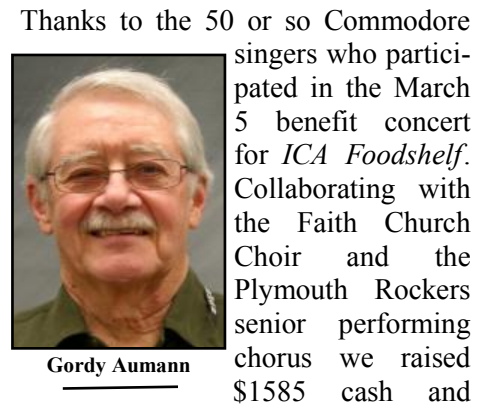 Thanks to the 50 or so Commodore
singers who partici-
pated in the March
5 benefit concert
for ICA Foodshelf.
Collaborating with
the Faith Church
Choir and the
Plymouth Rockers
senior performing
chorus we raised
$1585 cash and
Gordy Aumann